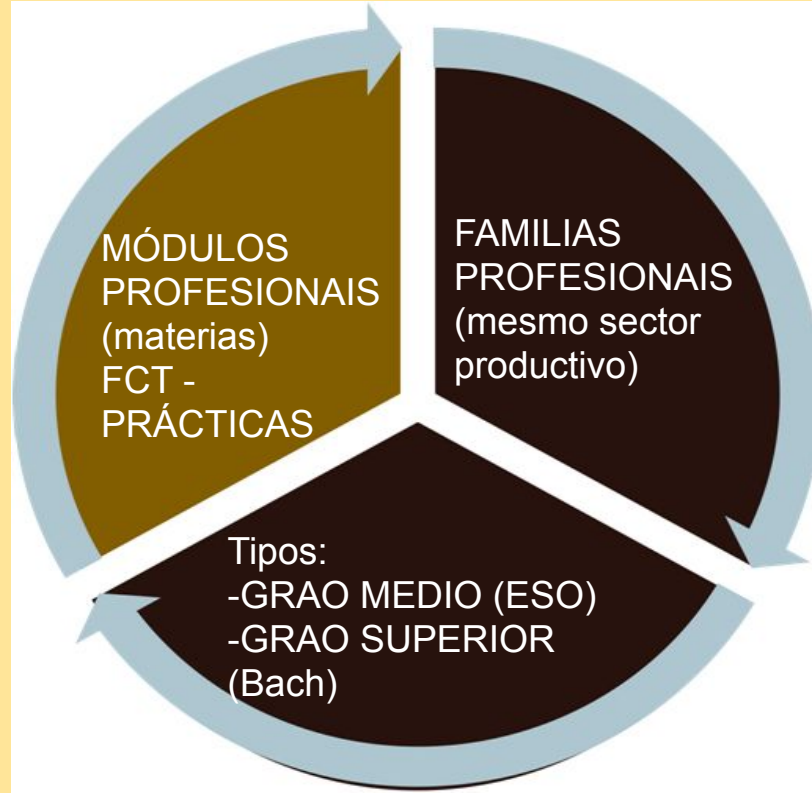 MÓDULOS
PROFESIONAIS
(materias)
FCT -
PRÁCTICAS
FAMILIAS
PROFESIONAIS
(mesmo sector
productivo)
Tipos:
-GRAO MEDIO (ESO)
-GRAO SUPERIOR
(Bach)